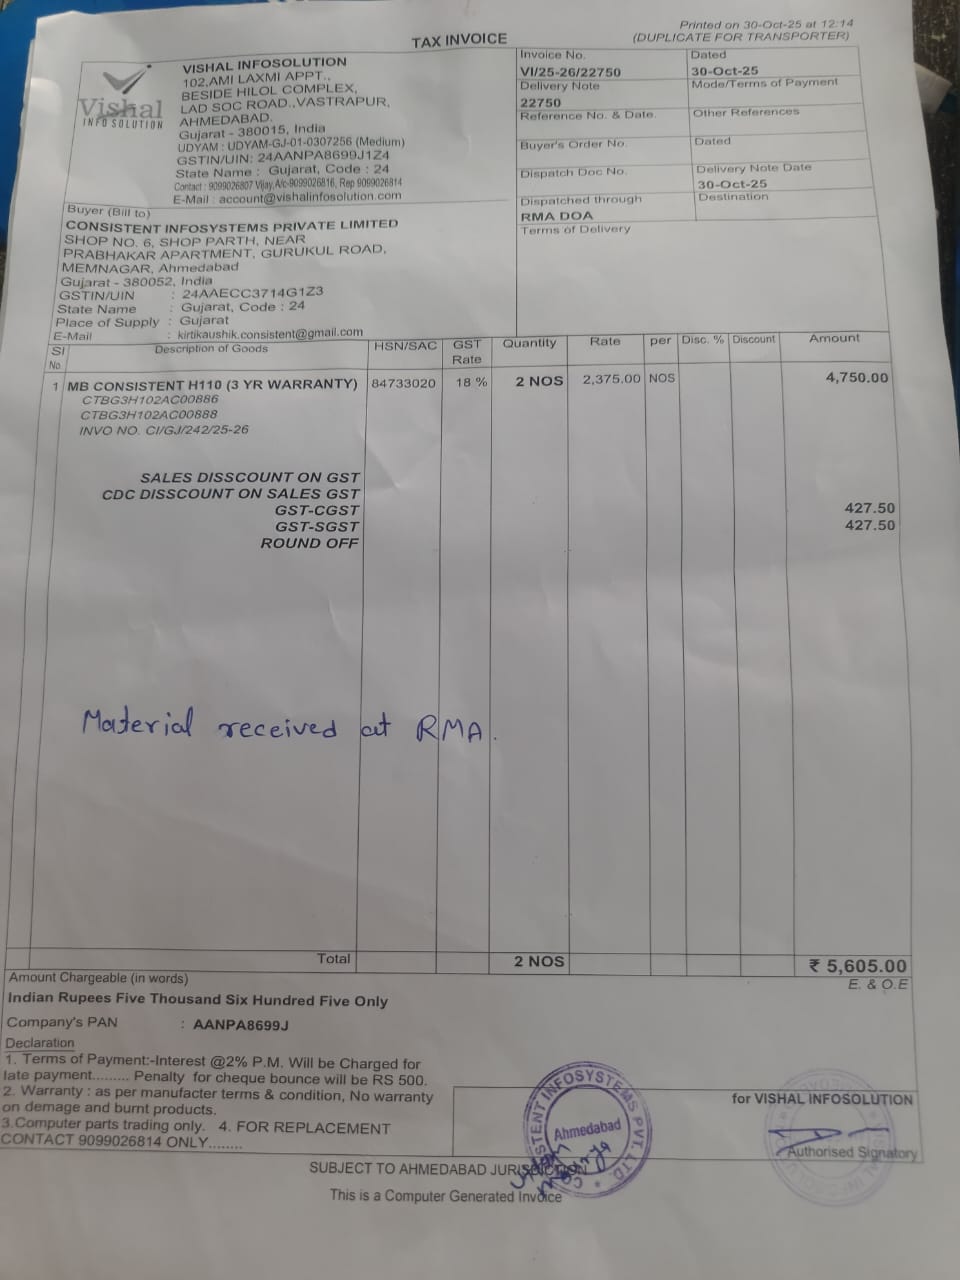 Printed on 30-Oct-25 at 12:14
TAX INVOICE
(DUPLICATE FOR TRANSPORTER)
Vishal
INFO SOLUTION
VISHAL INFOSOLUTION
102,AMI LAXMI APPT.,
BESIDE HILOL COMPLEX,
LAD SOC ROAD.,VASTRAPUR,
AHMEDABAD.
Gujarat - 380015, India
UDYAM : UDYAM-GJ-01-0307256 (Medium)
GSTIN/UIN: 24AANPA8699J1Z4
State Name : Gujarat, Code : 24
Contact : 9099026807 Vijay,A/c-9099026816, Rep 9099026814
E-Mail : account@vishalinfosolution.com
Invoice No.
VI/25-26/22750
Dated
30-Oct-25
Delivery Note
22750
Mode/Terms of Payment
Reference No. & Date.
Other References
Buyer's Order No.
Dated
Dispatch Doc No.
Delivery Note Date
30-Oct-25
Dispatched through
RMA DOA
Destination
Terms of Delivery
Buyer (Bill to)
CONSISTENT INFOSYSTEMS PRIVATE LIMITED
SHOP NO. 6, SHOP PARTH, NEAR
PRABHAKAR APARTMENT, GURUKUL ROAD,
MEMNAGAR, Ahmedabad
Gujarat - 380052, India
GSTIN/UIN : 24AAECC3714G1Z3
State Name : Gujarat, Code : 24
Place of Supply : Gujarat
E-Mail : kirtikaushik.consistent@gmail.com
Sl No. Description of Goods HSN/SAC GST Rate Quantity Rate per Disc. % Discount Amount
1 MB CONSISTENT H110 (3 YR WARRANTY) 84733020 18 % 2 NOS 2,375.00 NOS 4,750.00
CTBG3H102AC00886
CTBG3H102AC00888
INVO NO. CI/GJ/242/25-26
SALES DISSCOUNT ON GST
CDC DISSCOUNT ON SALES GST
GST-CGST 427.50
GST-SGST 427.50
ROUND OFF
Material received at RMA.
Total 2 NOS ₹ 5,605.00
Amount Chargeable (in words) E. & O.E
Indian Rupees Five Thousand Six Hundred Five Only
Company's PAN : AANPA8699J
Declaration
1. Terms of Payment:-Interest @2% P.M. Will be Charged for
late payment......... Penalty for cheque bounce will be RS 500.
2. Warranty : as per manufacter terms & condition, No warranty
on demage and burnt products.
3.Computer parts trading only. 4. FOR REPLACEMENT
CONTACT 9099026814 ONLY........
for VISHAL INFOSOLUTION
Authorised Signatory
CONSISTENT INFOSYSTEMS PVT. LTD.
Ahmedabad
SUBJECT TO AHMEDABAD JURISDICTION
This is a Computer Generated Invoice